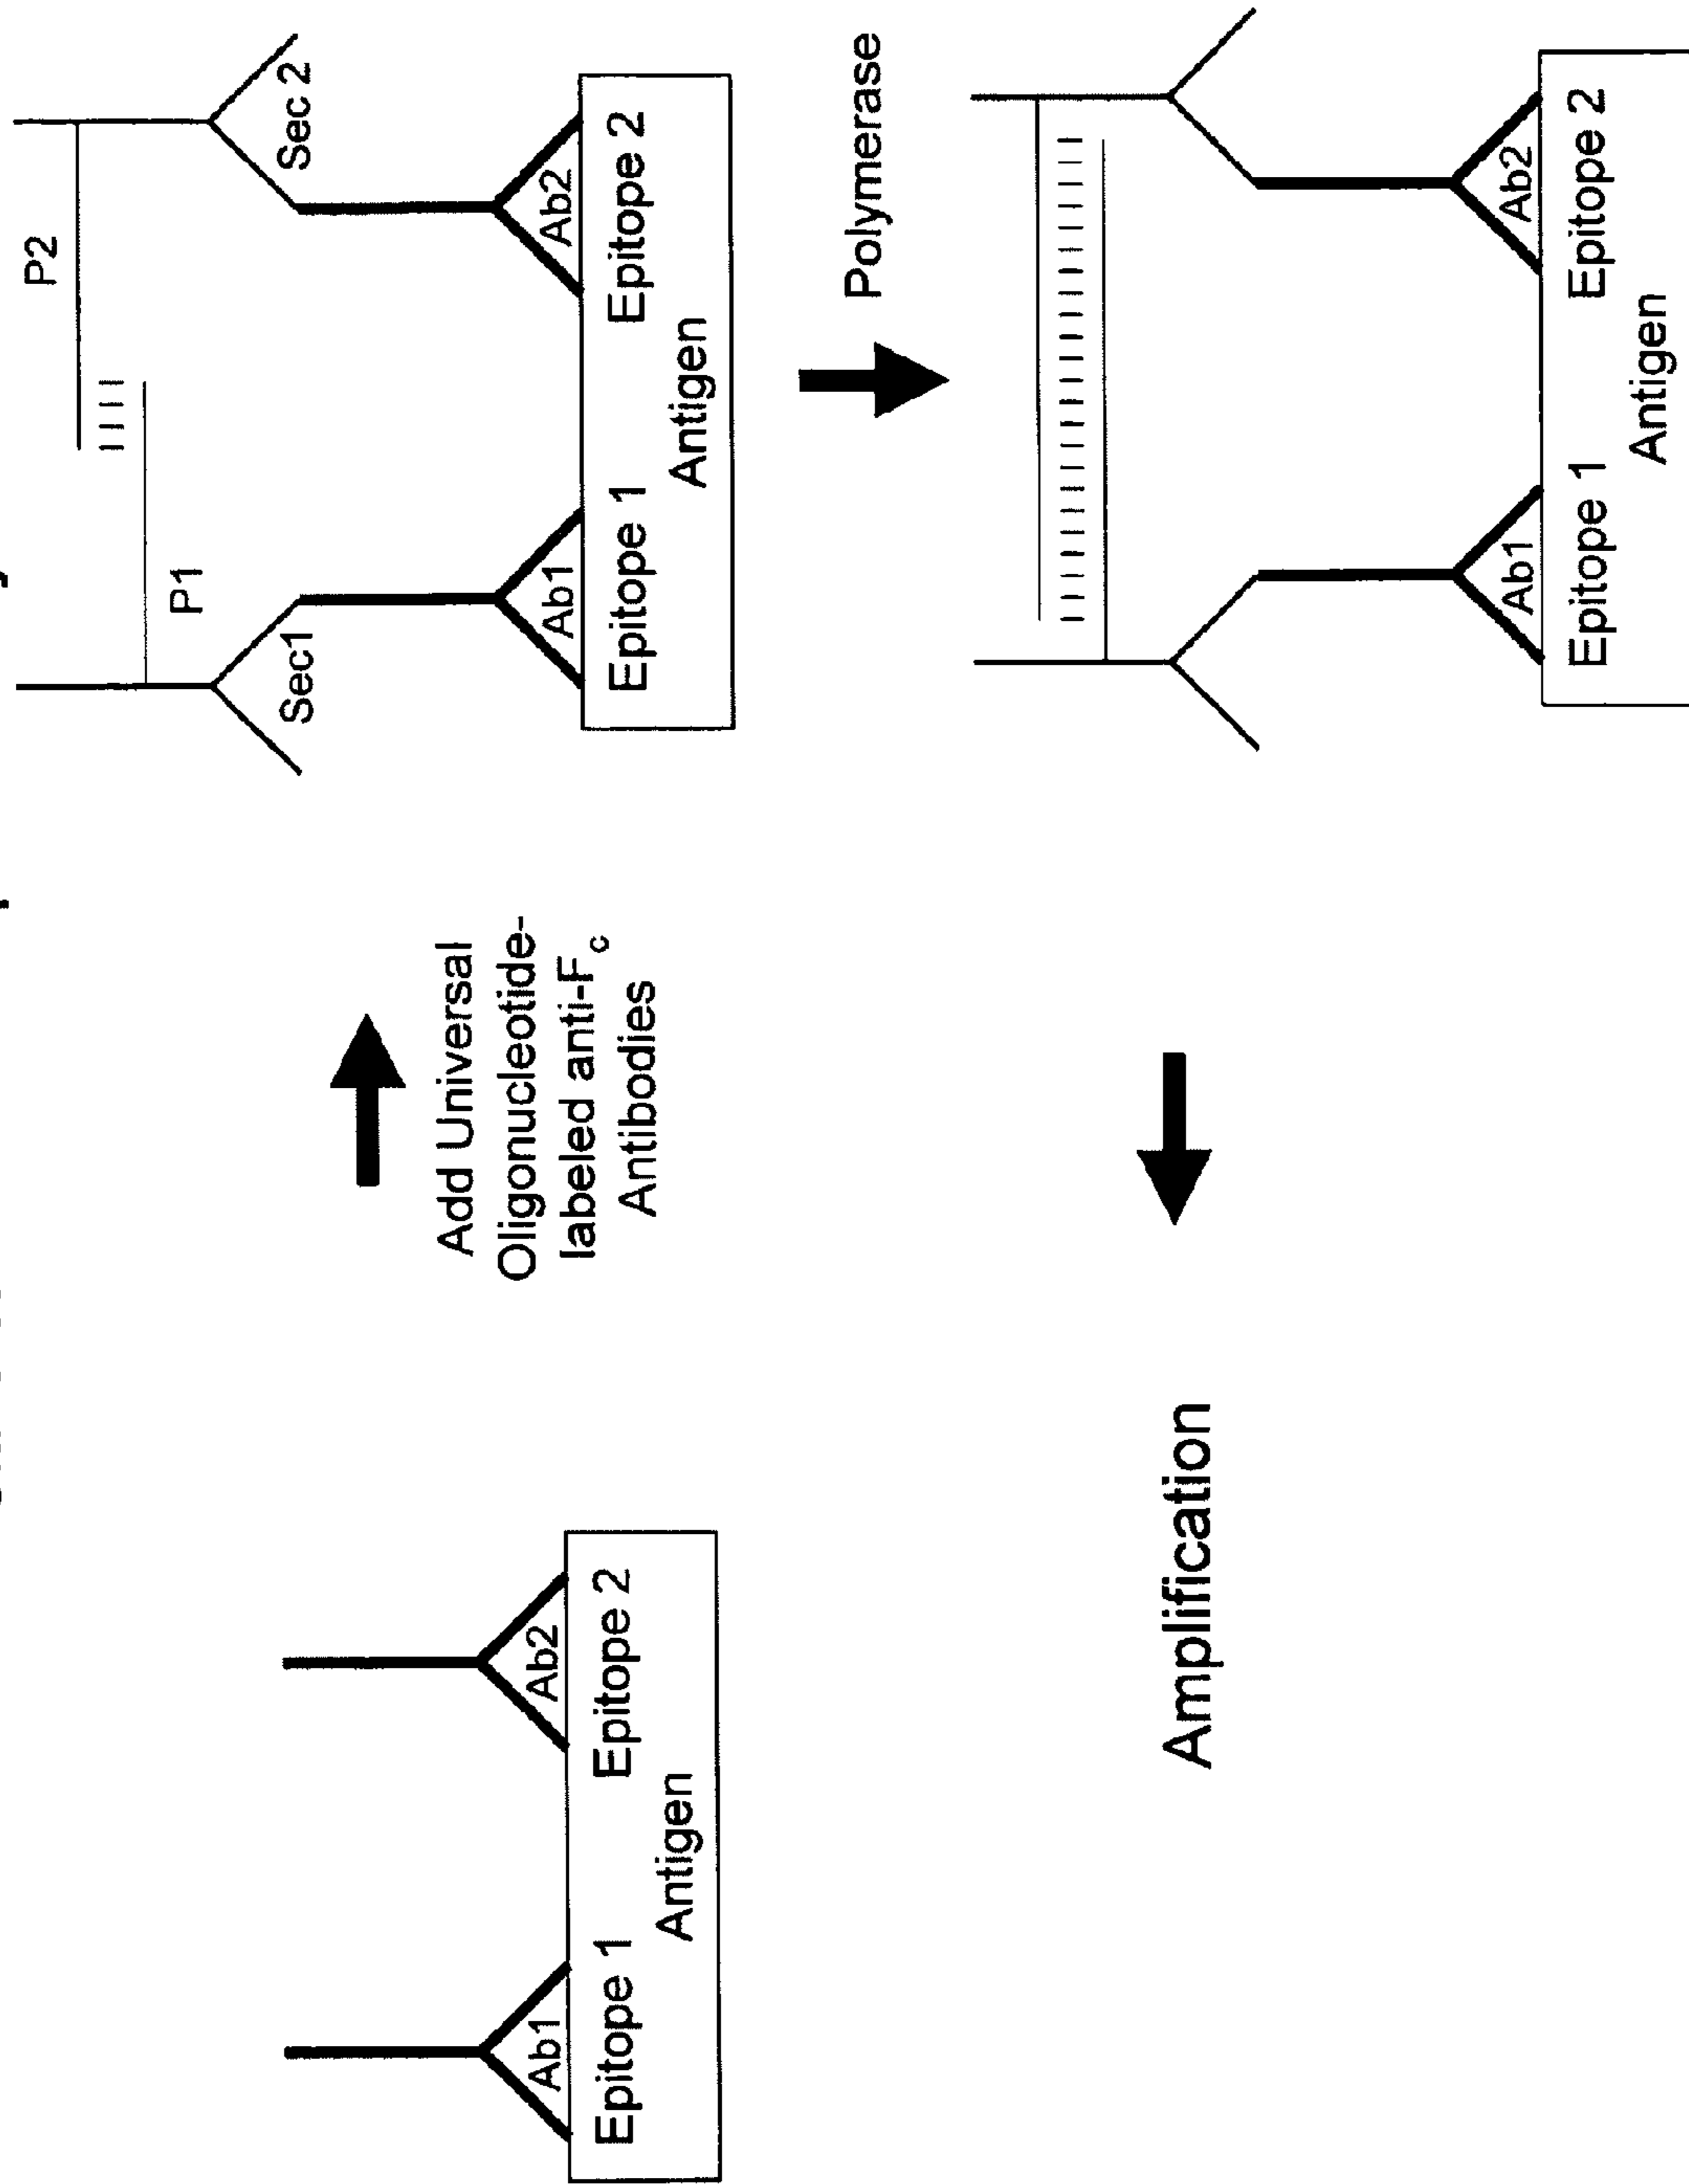 Ab1
Ab2
Epitope 1
Epitope 2
Antigen
Add Universal
Oligonucleotide-
labeled anti-Fc
Antibodies
P1
P2
Sec1
Sec 2
Ab1
Ab2
Epitope 1
Epitope 2
Antigen
Polymerase
Ab1
Ab2
Epitope 1
Epitope 2
Antigen
Amplification